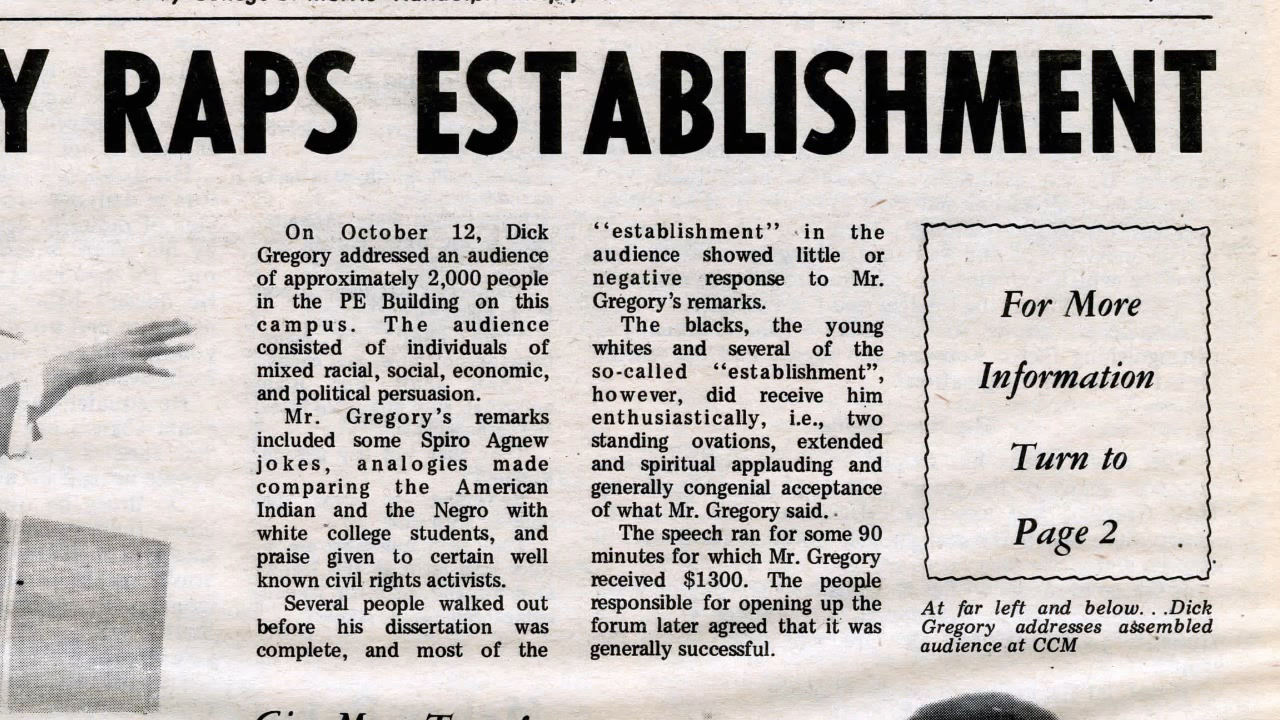 Y RAPS ESTABLISHMENT
On October 12, Dick
Gregory addressed an audience
of approximately 2,000 people
in the PE Building on this
campus. The audience
consisted of individuals of
mixed racial, social, economic,
and political persuasion.
Mr. Gregory's remarks
included some Spiro Agnew
jokes, analogies made
comparing the American
Indian and the Negro with
white college students, and
praise given to certain well
known civil rights activists.
Several people walked out
before his dissertation was
complete, and most of the
"establishment" in the
audience showed little or
negative response to Mr.
Gregory's remarks.
The blacks, the young
whites and several of the
so-called "establishment",
however, did receive him
enthusiastically, i.e., two
standing ovations, extended
and spiritual applauding and
generally congenial acceptance
of what Mr. Gregory said.
The speech ran for some 90
minutes for which Mr. Gregory
received $1300. The people
responsible for opening up the
forum later agreed that it was
generally successful.
For More
Information
Turn to
Page 2
At far left and below. . .Dick
Gregory addresses assembled
audience at CCM